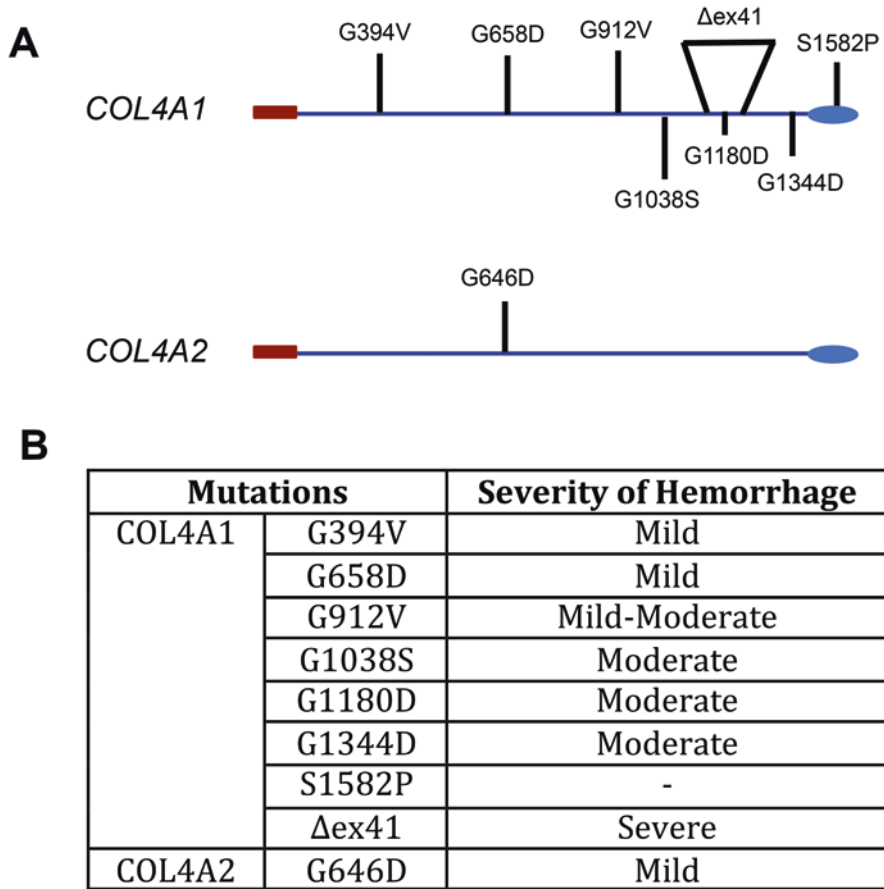 A
G394V G658D G912V Δex41 S1582P
COL4A1
G1038S G1180D G1344D
G646D
COL4A2
B
Mutations Severity of Hemorrhage
COL4A1 G394V Mild
G658D Mild
G912V Mild-Moderate
G1038S Moderate
G1180D Moderate
G1344D Moderate
S1582P -
Δex41 Severe
COL4A2 G646D Mild